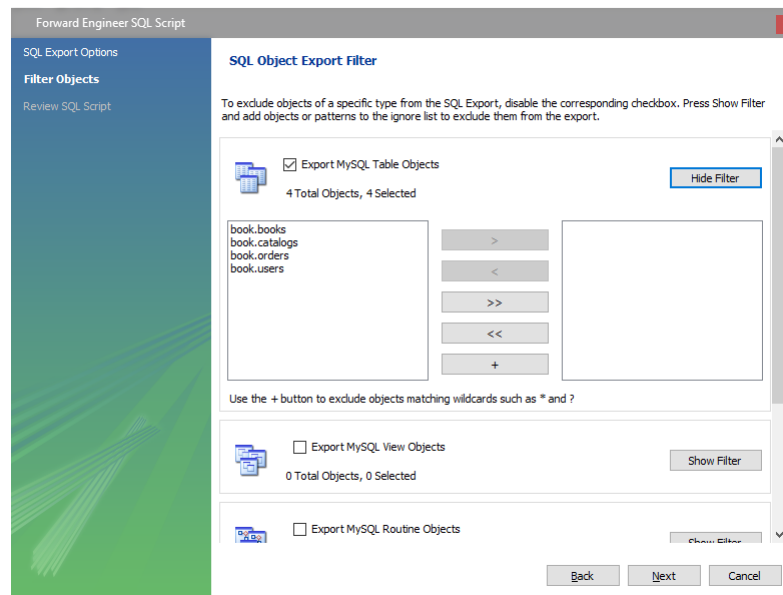 Forward Engineer SQL Script
SQL Export Options
Filter Objects
Review SQL Script
SQL Object Export Filter
To exclude objects of a specific type from the SQL Export, disable the corresponding checkbox. Press Show Filter
and add objects or patterns to the ignore list to exclude them from the export.
Export MySQL Table Objects
4 Total Objects, 4 Selected
Hide Filter
book.books
book.catalogs
book.orders
book.users
>
<
>>
<<
+
Use the + button to exclude objects matching wildcards such as * and ?
Export MySQL View Objects
0 Total Objects, 0 Selected
Show Filter
Export MySQL Routine Objects
Show Filter
Back
Next
Cancel